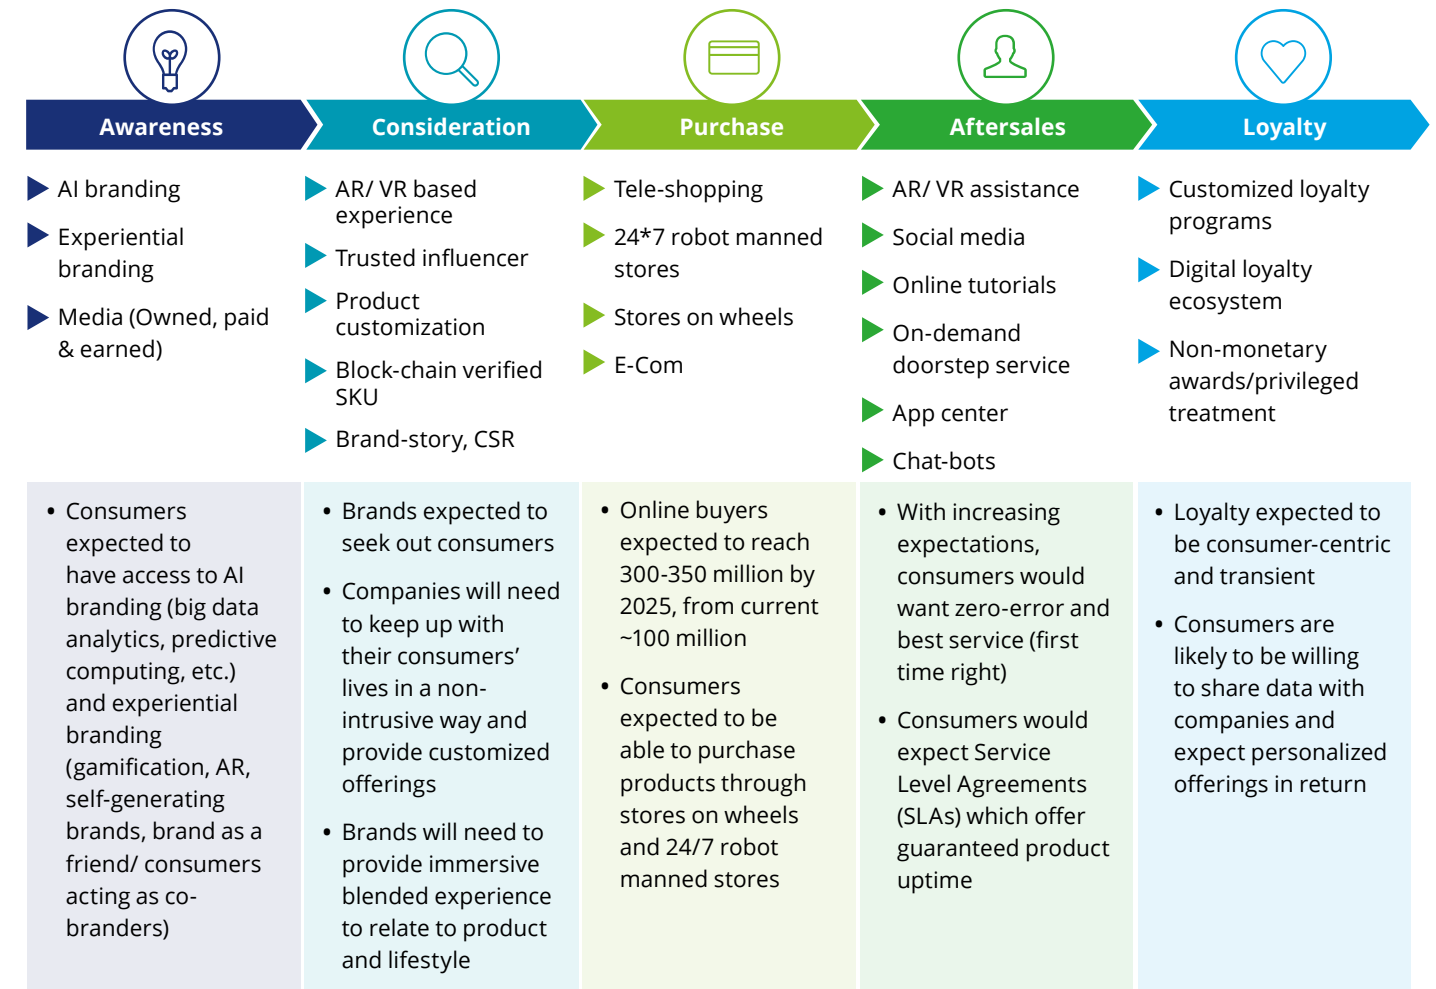 Awareness
Consideration
Purchase
Aftersales
Loyalty
AI branding
Experiential
branding
Media (Owned, paid
& earned)
AR/ VR based
experience
Trusted influencer
Product
customization
Block-chain verified
SKU
Brand-story, CSR
Tele-shopping
24*7 robot manned
stores
Stores on wheels
E-Com
AR/ VR assistance
Social media
Online tutorials
On-demand
doorstep service
App center
Chat-bots
Customized loyalty
programs
Digital loyalty
ecosystem
Non-monetary
awards/privileged
treatment
• Consumers
expected to
have access to AI
branding (big data
analytics, predictive
computing, etc.)
and experiential
branding
(gamification, AR,
self-generating
brands, brand as a
friend/ consumers
acting as co-
branders)
• Brands expected to
seek out consumers
• Companies will need
to keep up with
their consumers’
lives in a non-
intrusive way and
provide customized
offerings
• Brands will need to
provide immersive
blended experience
to relate to product
and lifestyle
• Online buyers
expected to reach
300-350 million by
2025, from current
~100 million
• Consumers
expected to be
able to purchase
products through
stores on wheels
and 24/7 robot
manned stores
• With increasing
expectations,
consumers would
want zero-error and
best service (first
time right)
• Consumers would
expect Service
Level Agreements
(SLAs) which offer
guaranteed product
uptime
• Loyalty expected to
be consumer-centric
and transient
• Consumers are
likely to be willing
to share data with
companies and
expect personalized
offerings in return